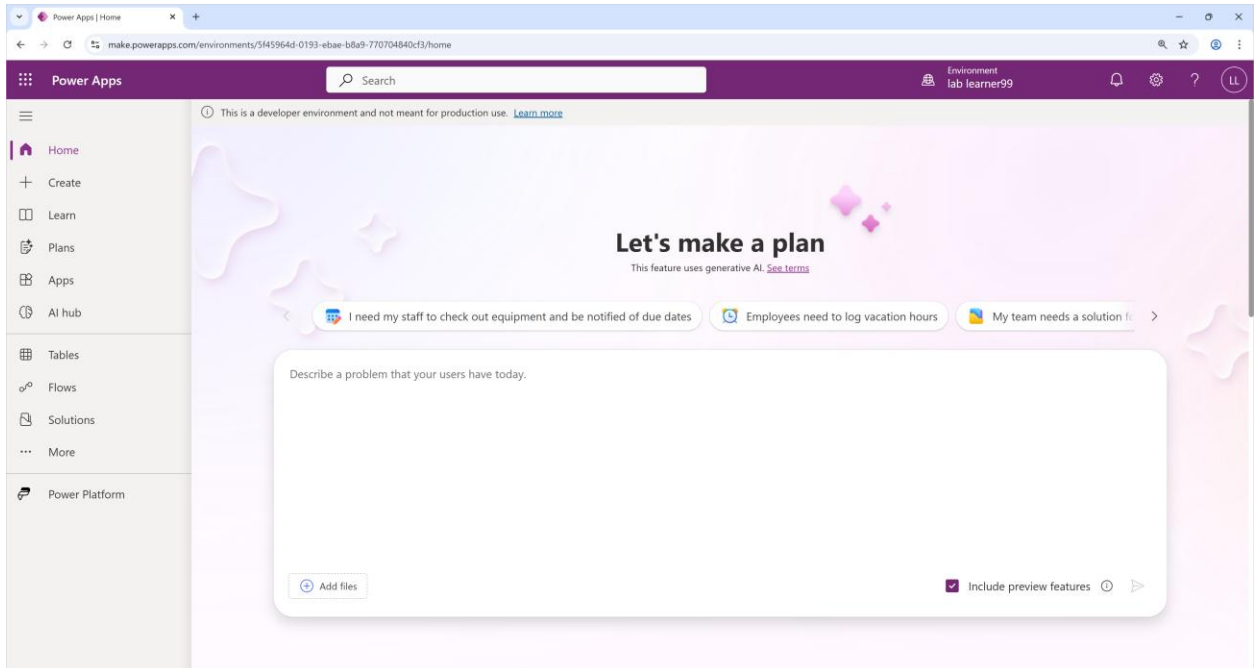 Power Apps | Home
make.powerapps.com/environments/5f45964d-0193-ebae-b8a9-770704840cf3/home
Power Apps
Search
Environment
lab learner99
?
LL
This is a developer environment and not meant for production use. Learn more
Home
Create
Learn
Plans
Apps
AI hub
Tables
Flows
Solutions
More
Power Platform
Let's make a plan
This feature uses generative AI. See terms
I need my staff to check out equipment and be notified of due dates
Employees need to log vacation hours
My team needs a solution
Describe a problem that your users have today.
Add files
Include preview features